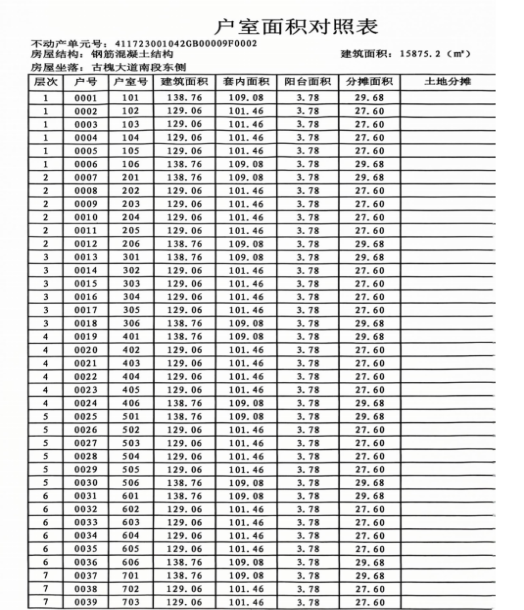 户室面积对照表
不动产单元号：411723001042GB00009F0002
房屋结构：钢筋混凝土结构 建筑面积：15875.2（㎡）
房屋坐落：古槐大道南段东侧
层次 户号 户室号 建筑面积 套内面积 阳台面积 分摊面积 土地分摊
1 0001 101 138.76 109.08 3.78 29.68
1 0002 102 129.06 101.46 3.78 27.60
1 0003 103 129.06 101.46 3.78 27.60
1 0004 104 129.06 101.46 3.78 27.60
1 0005 105 129.06 101.46 3.78 27.60
1 0006 106 138.76 109.08 3.78 29.68
2 0007 201 138.76 109.08 3.78 29.68
2 0008 202 129.06 101.46 3.78 27.60
2 0009 203 129.06 101.46 3.78 27.60
2 0010 204 129.06 101.46 3.78 27.60
2 0011 205 129.06 101.46 3.78 27.60
2 0012 206 138.76 109.08 3.78 29.68
3 0013 301 138.76 109.08 3.78 29.68
3 0014 302 129.06 101.46 3.78 27.60
3 0015 303 129.06 101.46 3.78 27.60
3 0016 304 129.06 101.46 3.78 27.60
3 0017 305 129.06 101.46 3.78 27.60
3 0018 306 138.76 109.08 3.78 29.68
4 0019 401 138.76 109.08 3.78 29.68
4 0020 402 129.06 101.46 3.78 27.60
4 0021 403 129.06 101.46 3.78 27.60
4 0022 404 129.06 101.46 3.78 27.60
4 0023 405 129.06 101.46 3.78 27.60
4 0024 406 138.76 109.08 3.78 29.68
5 0025 501 138.76 109.08 3.78 29.68
5 0026 502 129.06 101.46 3.78 27.60
5 0027 503 129.06 101.46 3.78 27.60
5 0028 504 129.06 101.46 3.78 27.60
5 0029 505 129.06 101.46 3.78 27.60
5 0030 506 138.76 109.08 3.78 29.68
6 0031 601 138.76 109.08 3.78 29.68
6 0032 602 129.06 101.46 3.78 27.60
6 0033 603 129.06 101.46 3.78 27.60
6 0034 604 129.06 101.46 3.78 27.60
6 0035 605 129.06 101.46 3.78 27.60
6 0036 606 138.76 109.08 3.78 29.68
7 0037 701 138.76 109.08 3.78 29.68
7 0038 702 129.06 101.46 3.78 27.60
7 0039 703 129.06 101.46 3.78 27.60